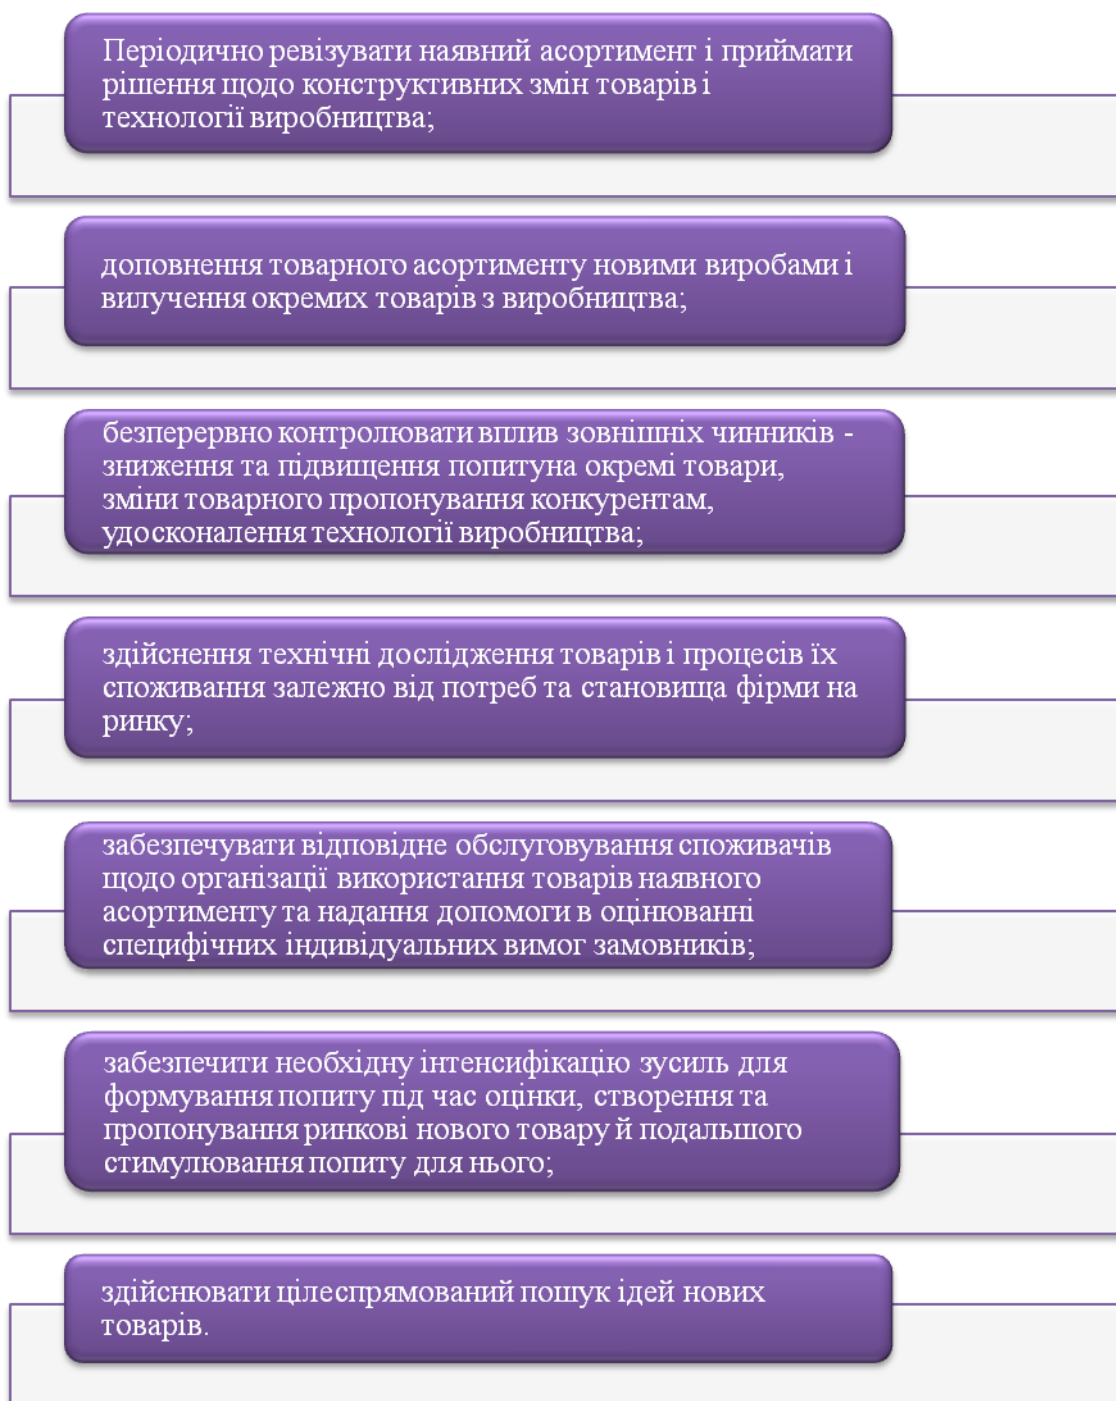 Періодично ревізувати наявний асортимент і приймати
рішення щодо конструктивних змін товарів і
технології виробництва;
доповнення товарного асортименту новими виробами і
вилучення окремих товарів з виробництва;
безперервно контролювати вплив зовнішніх чинників -
зниження та підвищення попитуна окремі товари,
зміни товарного пропонування конкурентам,
удосконалення технології виробництва;
здійснення технічні дослідження товарів і процесів їх
споживання залежно від потреб та становища фірми на
ринку;
забезпечувати відповідне обслуговування споживачів
щодо організації використання товарів наявного
асортименту та надання допомоги в оцінюванні
специфічних індивідуальних вимог замовників;
забезпечити необхідну інтенсифікацію зусиль для
формування попиту під час оцінки, створення та
пропонування ринкові нового товару й подальшого
стимулювання попиту для нього;
здійснювати цілеспрямований пошук ідей нових
товарів.